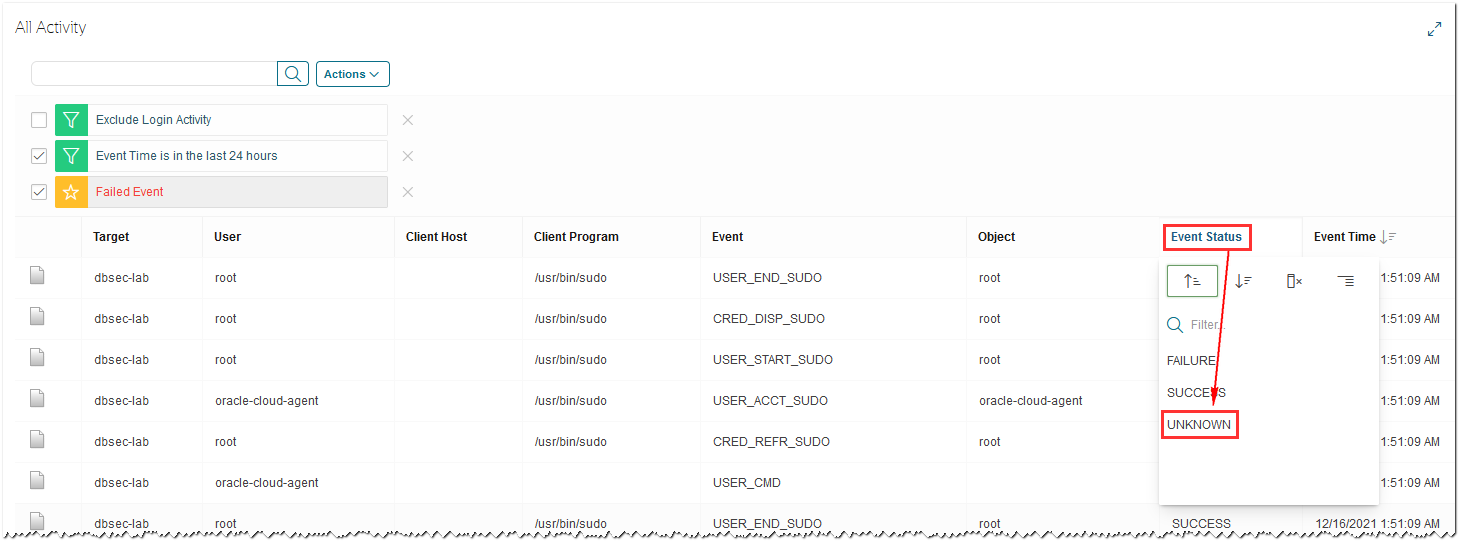 All Activity
Actions
Exclude Login Activity
Event Time is in the last 24 hours
Failed Event
Target User Client Host Client Program Event Object Event Status Event Time
dbsec-lab root /usr/bin/sudo USER_END_SUDO root 1:51:09 AM
dbsec-lab root /usr/bin/sudo CRED_DISP_SUDO root 1:51:09 AM
Filter...
dbsec-lab root /usr/bin/sudo USER_START_SUDO root FAILURE 1:51:09 AM
dbsec-lab oracle-cloud-agent /usr/bin/sudo USER_ACCT_SUDO oracle-cloud-agent SUCCESS 1:51:09 AM
UNKNOWN
dbsec-lab root /usr/bin/sudo CRED_REFR_SUDO root 1:51:09 AM
dbsec-lab oracle-cloud-agent USER_CMD 1:51:09 AM
dbsec-lab root /usr/bin/sudo USER_END_SUDO root SUCCESS 12/16/2021 1:51:09 AM